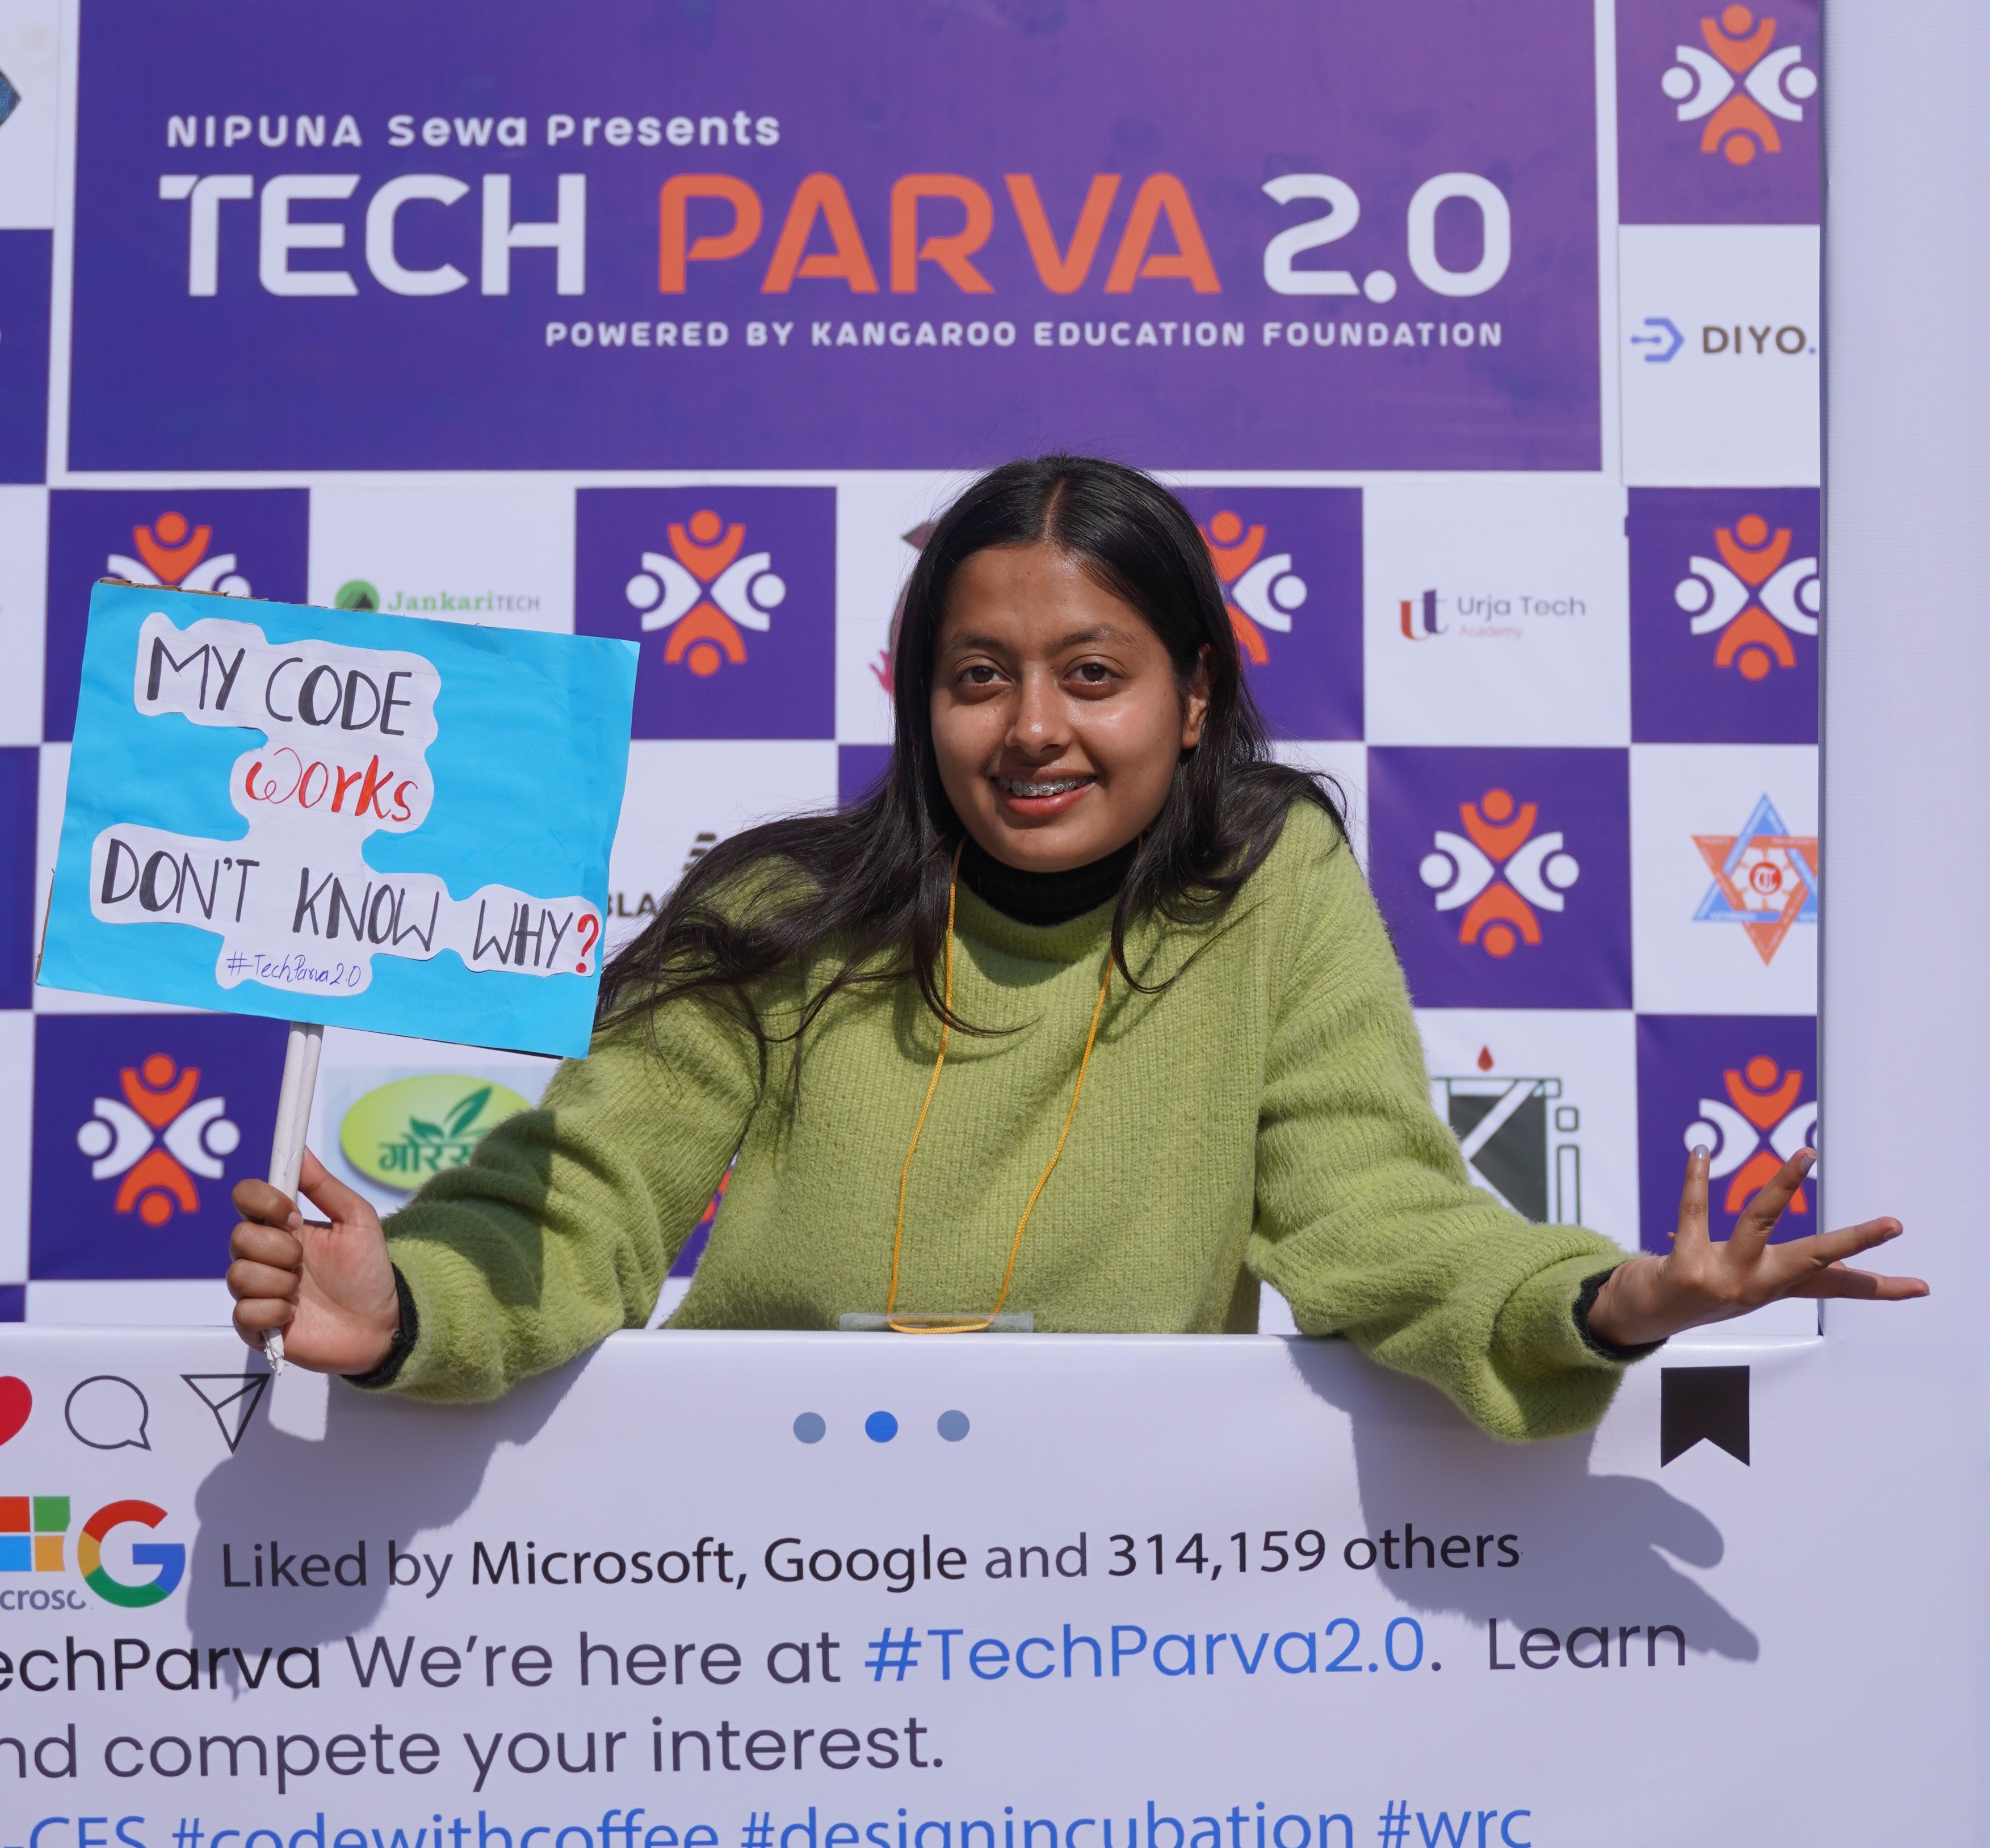 NIPUNA Sewa Presents
TECH PARVA 2.0
POWERED BY KANGAROO EDUCATION FOUNDATION
DIYO.
JankariTECH
Urja Tech
Academy
MY CODE
Works
DON'T KNOW WHY?
#TechParva2.0
Liked by Microsoft, Google and 314,159 others
We're here at #TechParva2.0. Learn
compete your interest.
#codewithcoffee #designincubation #wrc